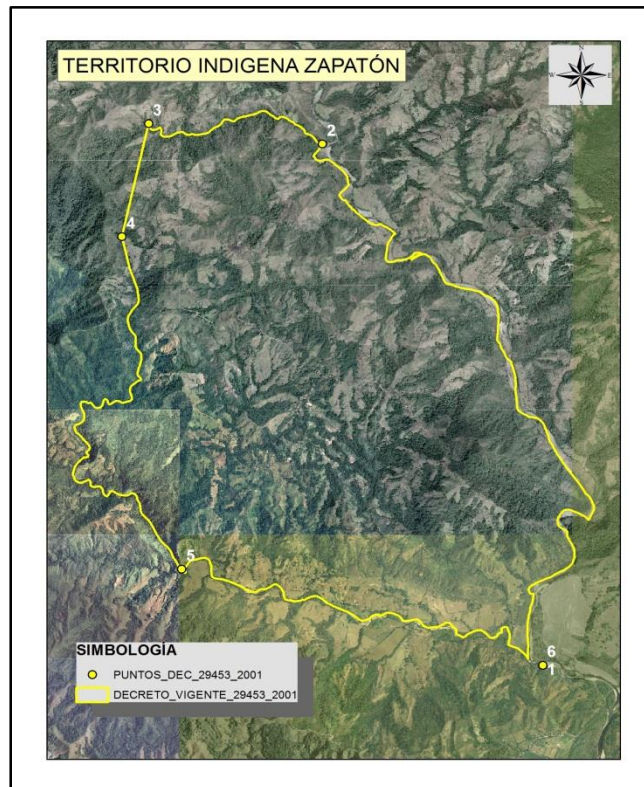 TERRITORIO INDIGENA ZAPATÓN
N
W E
S
3
2
4
5
6
1
SIMBOLOGÍA
PUNTOS_DEC_29453_2001
DECRETO_VIGENTE_29453_2001